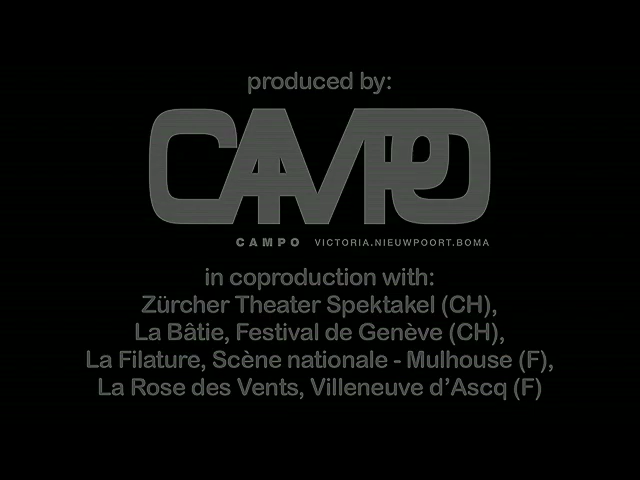 produced by:
CAMPO
CAMPO VICTORIA.NIEUWPOORT.BOMA
in coproduction with:
Zürcher Theater Spektakel (CH),
La Bâtie, Festival de Genève (CH),
La Filature, Scène nationale - Mulhouse (F),
La Rose des Vents, Villeneuve d’Ascq (F)